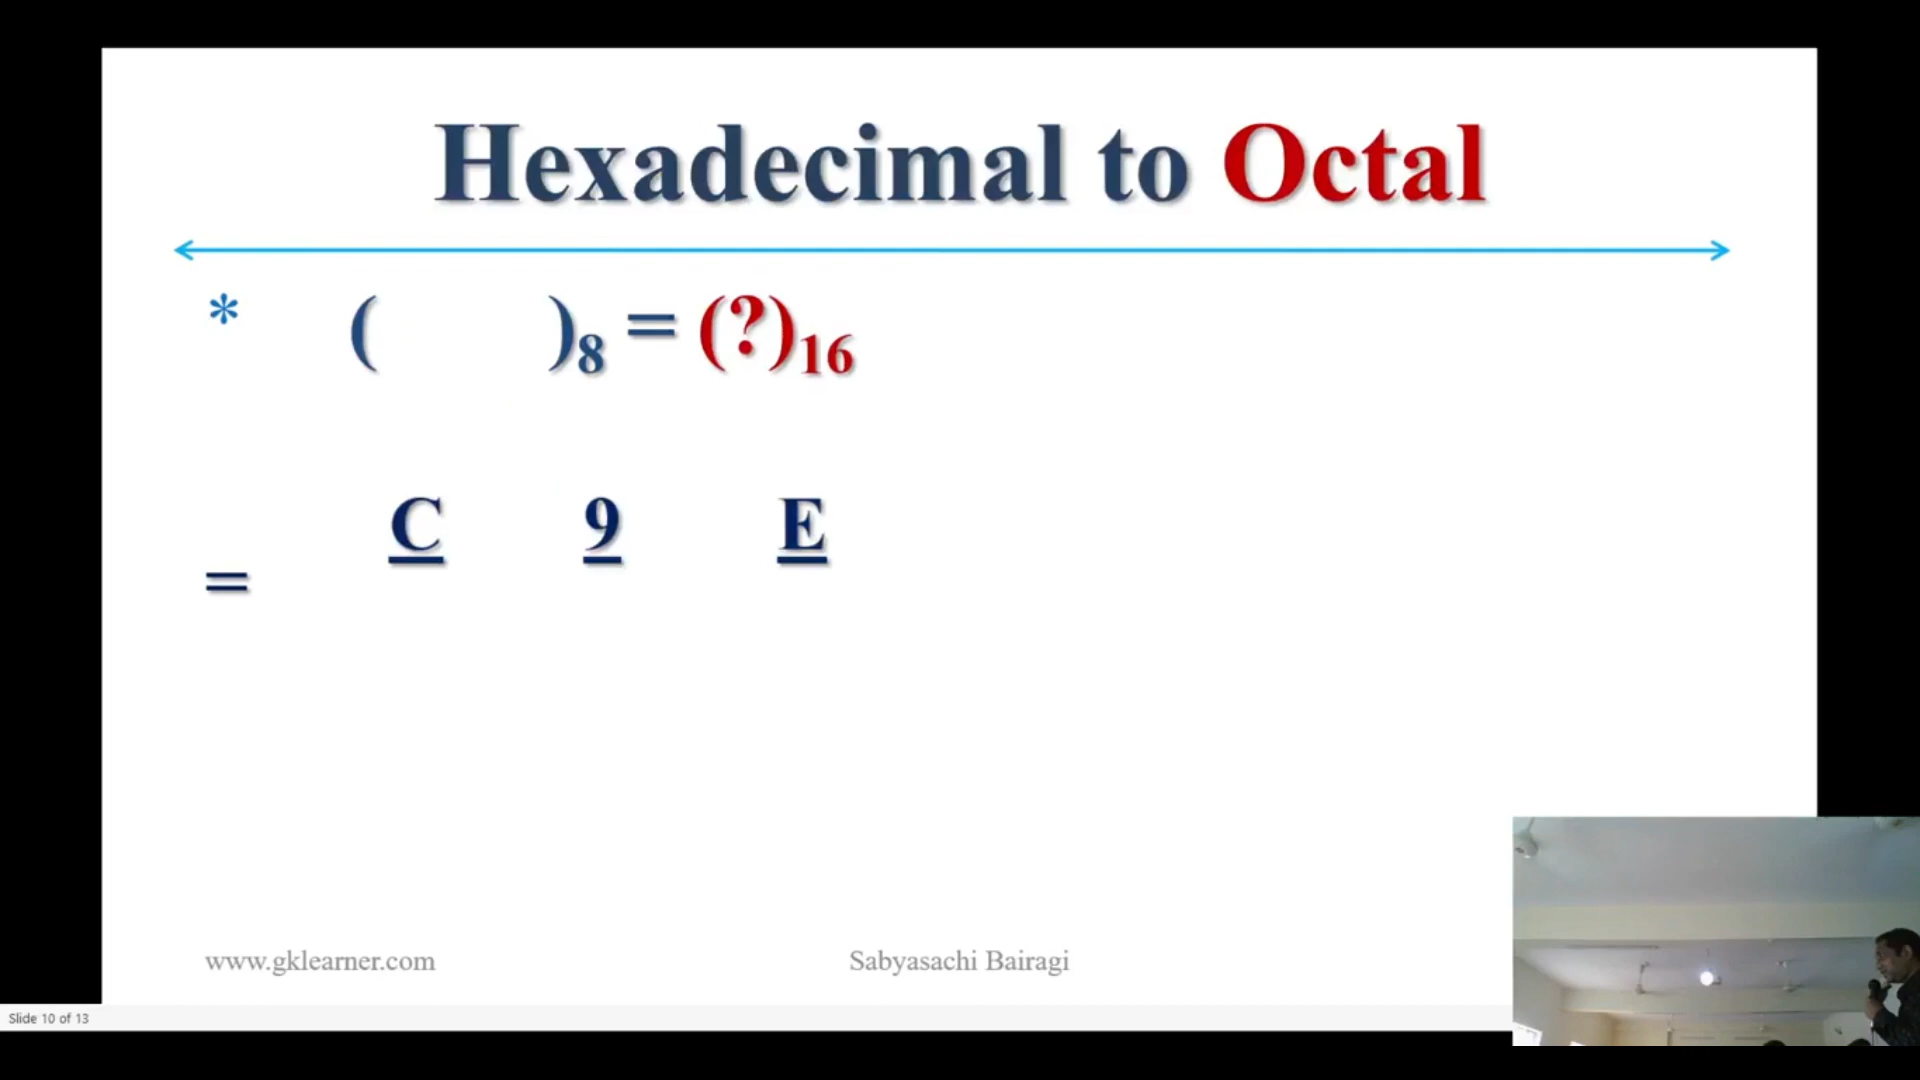 Hexadecimal to Octal
* ( )8 = (?)16
C 9 E
=
www.gklearner.com Sabyasachi Bairagi
Slide 10 of 13